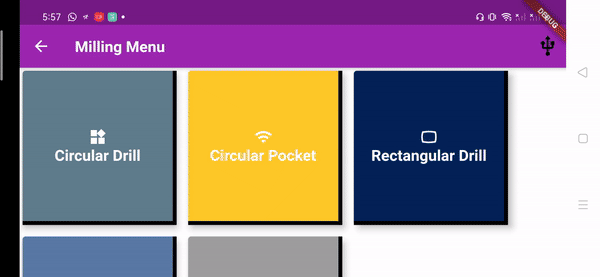 5:57
DEBUG
Milling Menu
Circular Drill
Circular Pocket
Rectangular Drill